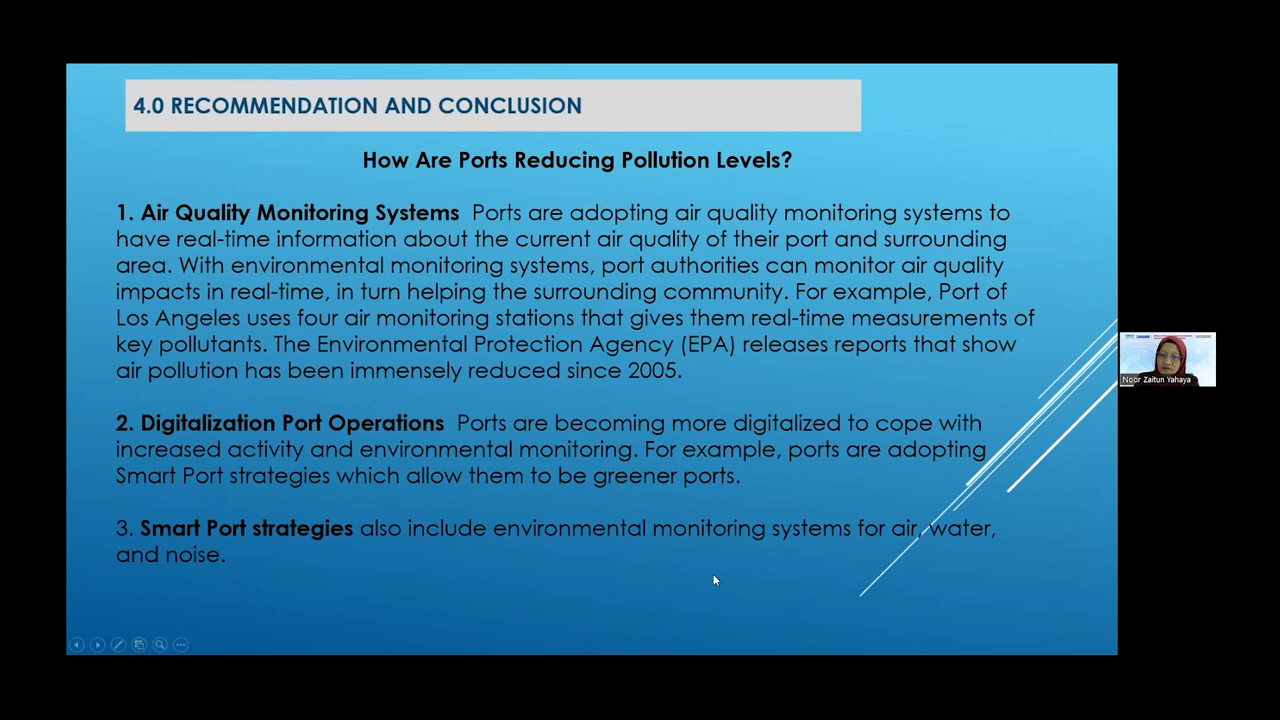 4.0 RECOMMENDATION AND CONCLUSION
How Are Ports Reducing Pollution Levels?
1. Air Quality Monitoring Systems Ports are adopting air quality monitoring systems to
have real-time information about the current air quality of their port and surrounding
area. With environmental monitoring systems, port authorities can monitor air quality
impacts in real-time, in turn helping the surrounding community. For example, Port of
Los Angeles uses four air monitoring stations that gives them real-time measurements of
key pollutants. The Environmental Protection Agency (EPA) releases reports that show
air pollution has been immensely reduced since 2005.
2. Digitalization Port Operations Ports are becoming more digitalized to cope with
increased activity and environmental monitoring. For example, ports are adopting
Smart Port strategies which allow them to be greener ports.
3. Smart Port strategies also include environmental monitoring systems for air, water,
and noise.
Noor Zaitun Yahaya